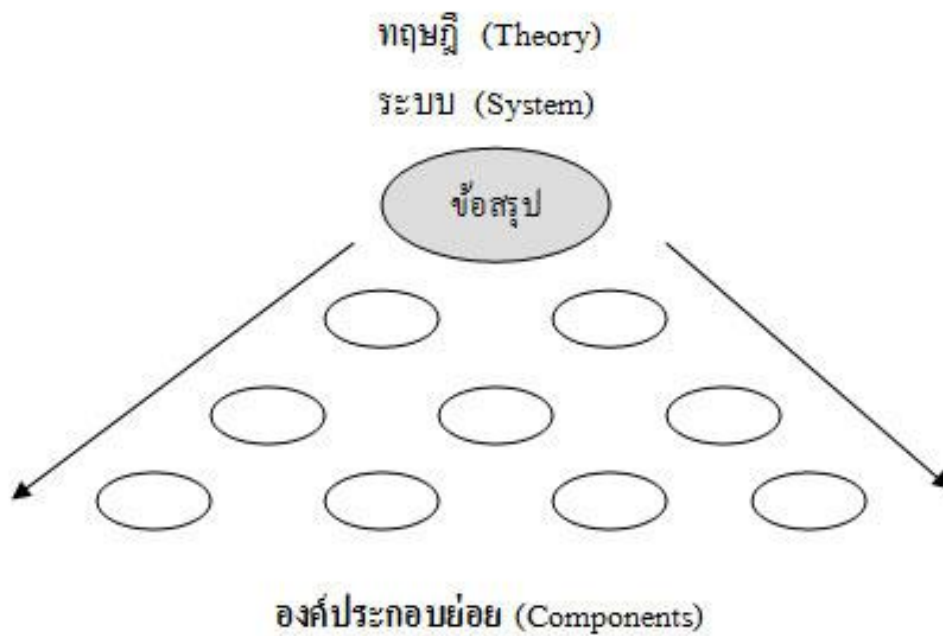 ทฤษฎี (Theory)
ระบบ (System)
ข้อสรุป
องค์ประกอบย่อย (Components)